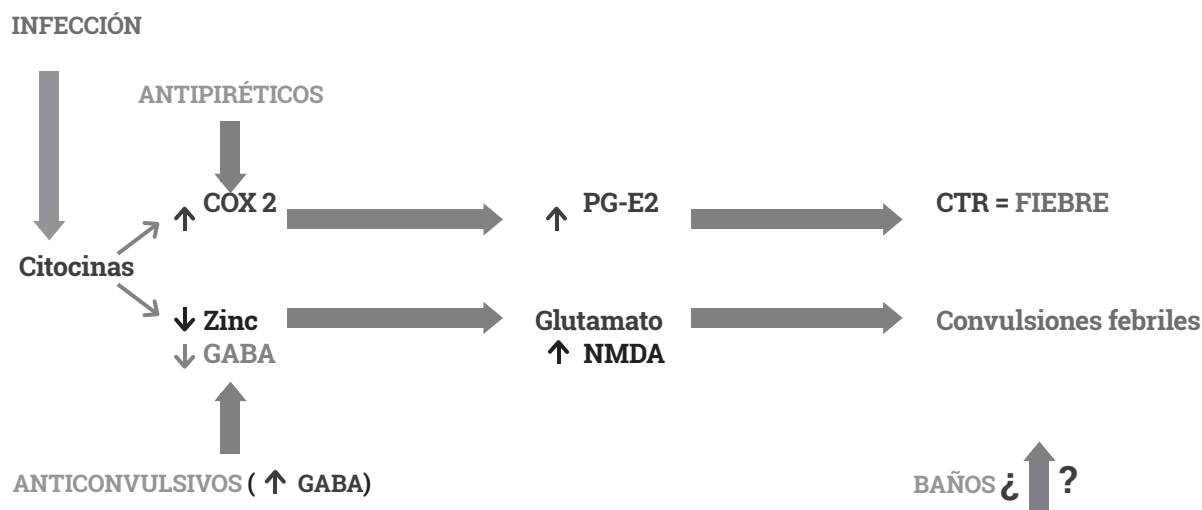 INFECCIÓN
ANTIPIRÉTICOS
↑ COX 2
↑ PG-E2
CTR = FIEBRE
Citocinas
↓ Zinc
↓ GABA
Glutamato
↑ NMDA
Convulsiones febriles
ANTICONVULSIVOS ( ↑ GABA)
BAÑOS ¿ ?